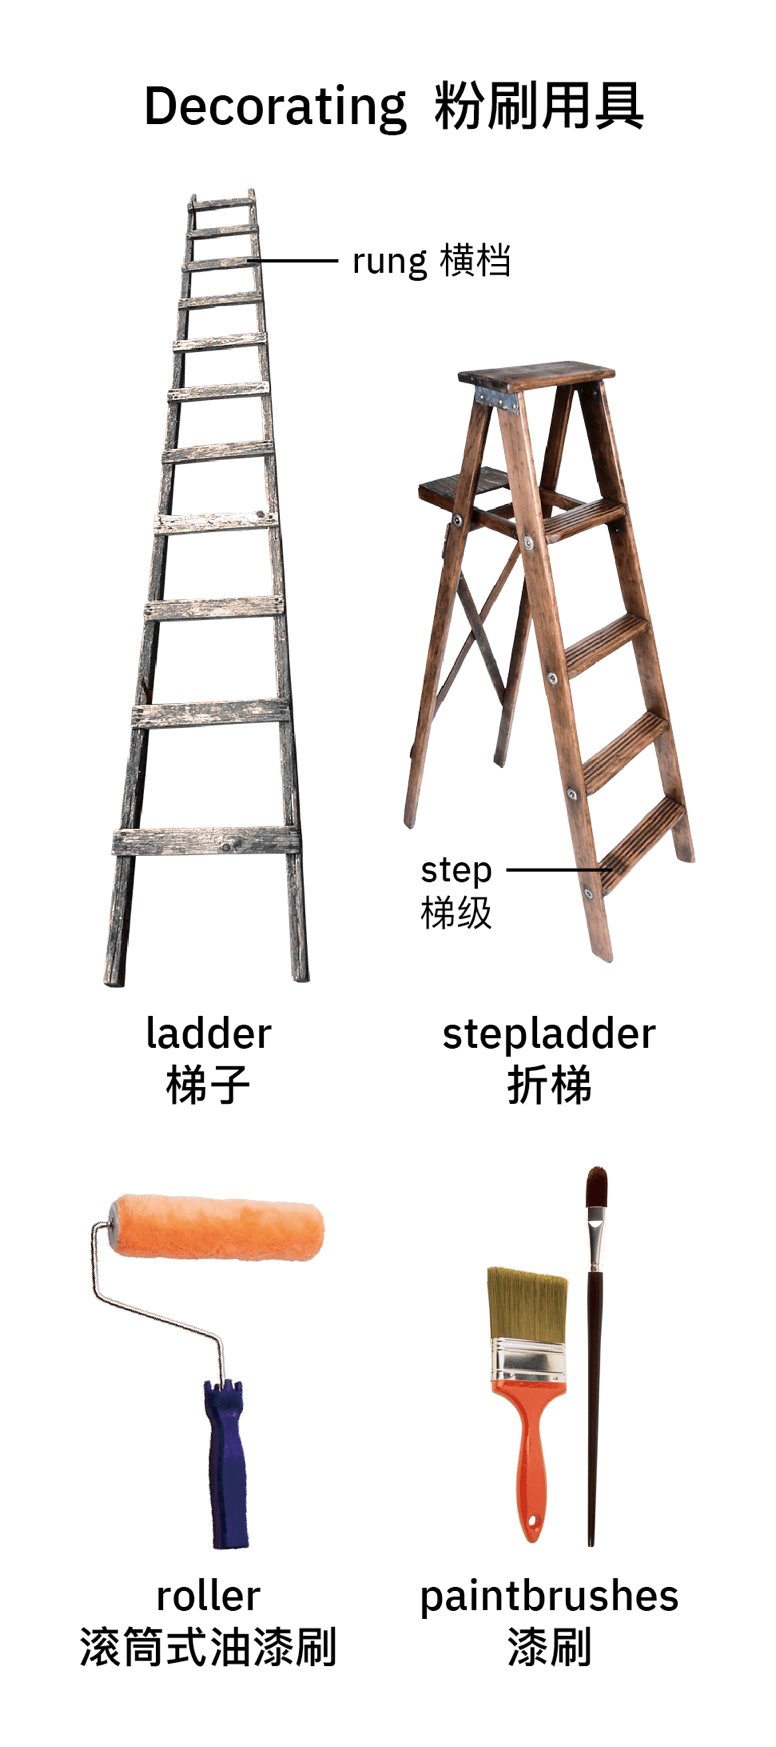 Decorating 粉刷用具
rung 横档
step
梯级
ladder
梯子
stepladder
折梯
roller
滚筒式油漆刷
paintbrushes
漆刷